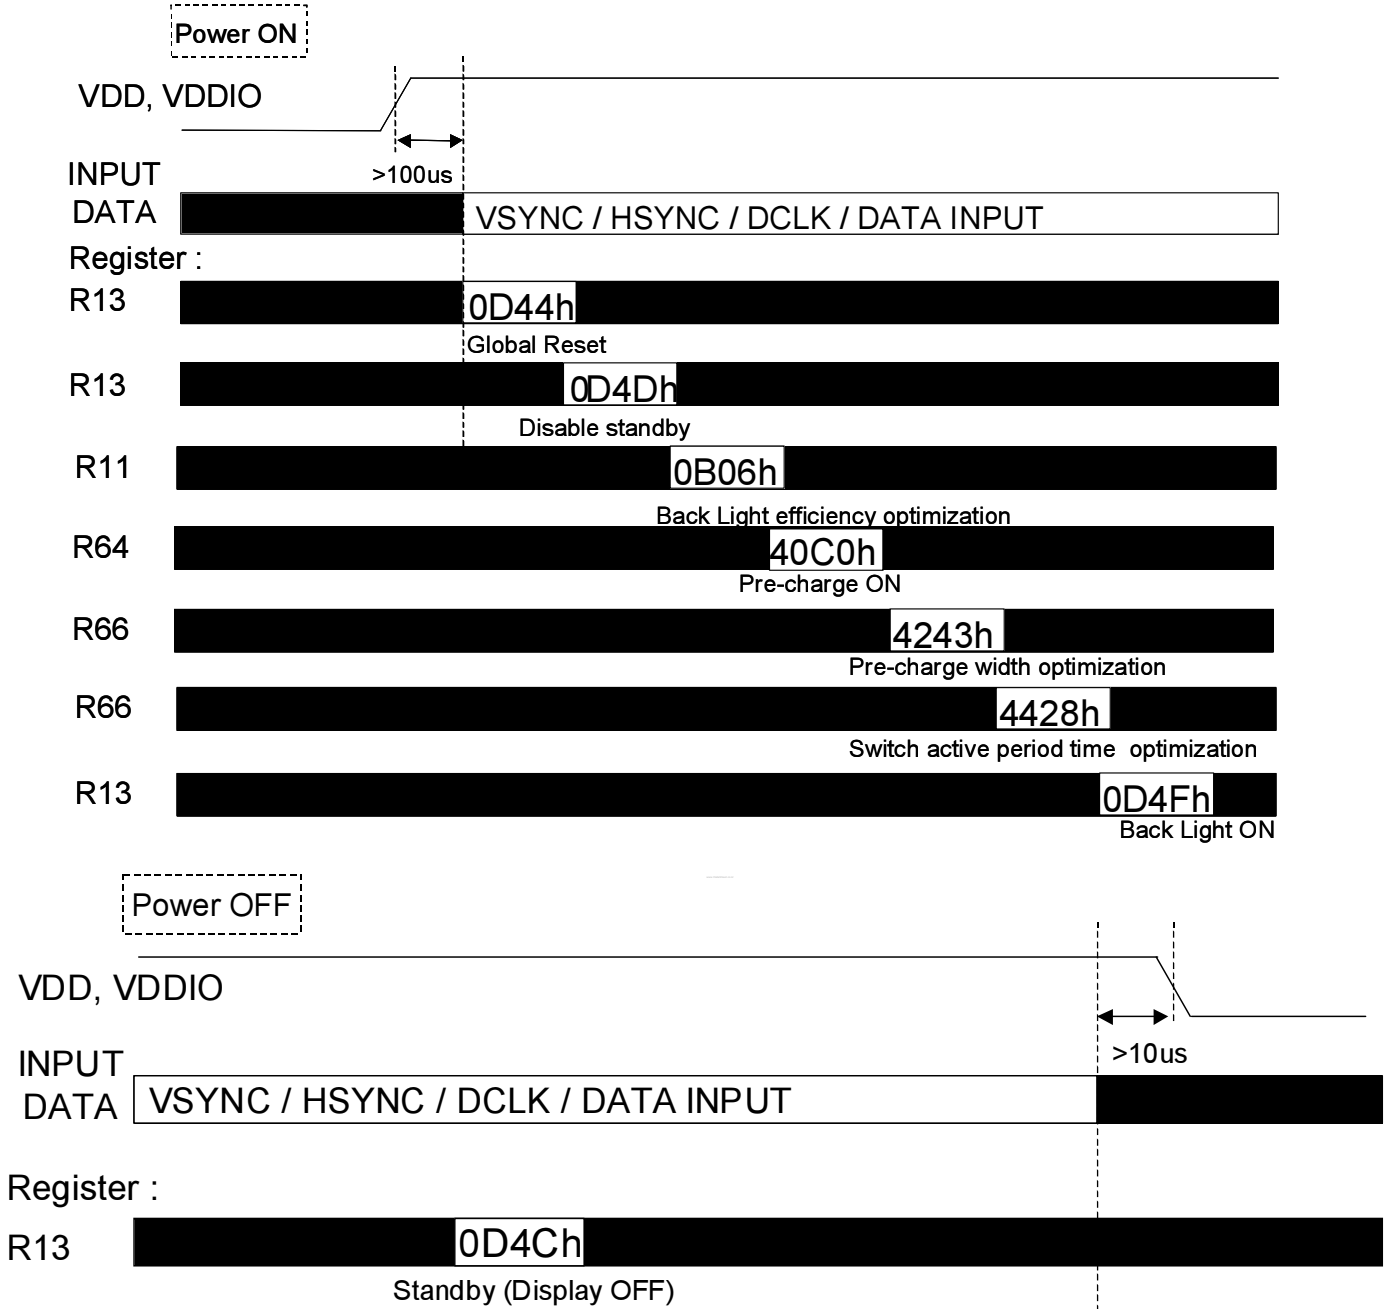 Power ON
VDD, VDDIO
>100us
INPUT
DATA
VSYNC / HSYNC / DCLK / DATA INPUT
Register :
R13
0D44h
Global Reset
R13
0D4Dh
Disable standby
R11
0B06h
Back Light efficiency optimization
R64
40C0h
Pre-charge ON
R66
4243h
Pre-charge width optimization
R66
4428h
Switch active period time optimization
R13
0D4Fh
Back Light ON
Power OFF
VDD, VDDIO
>10us
INPUT
DATA
VSYNC / HSYNC / DCLK / DATA INPUT
Register :
R13
0D4Ch
Standby (Display OFF)